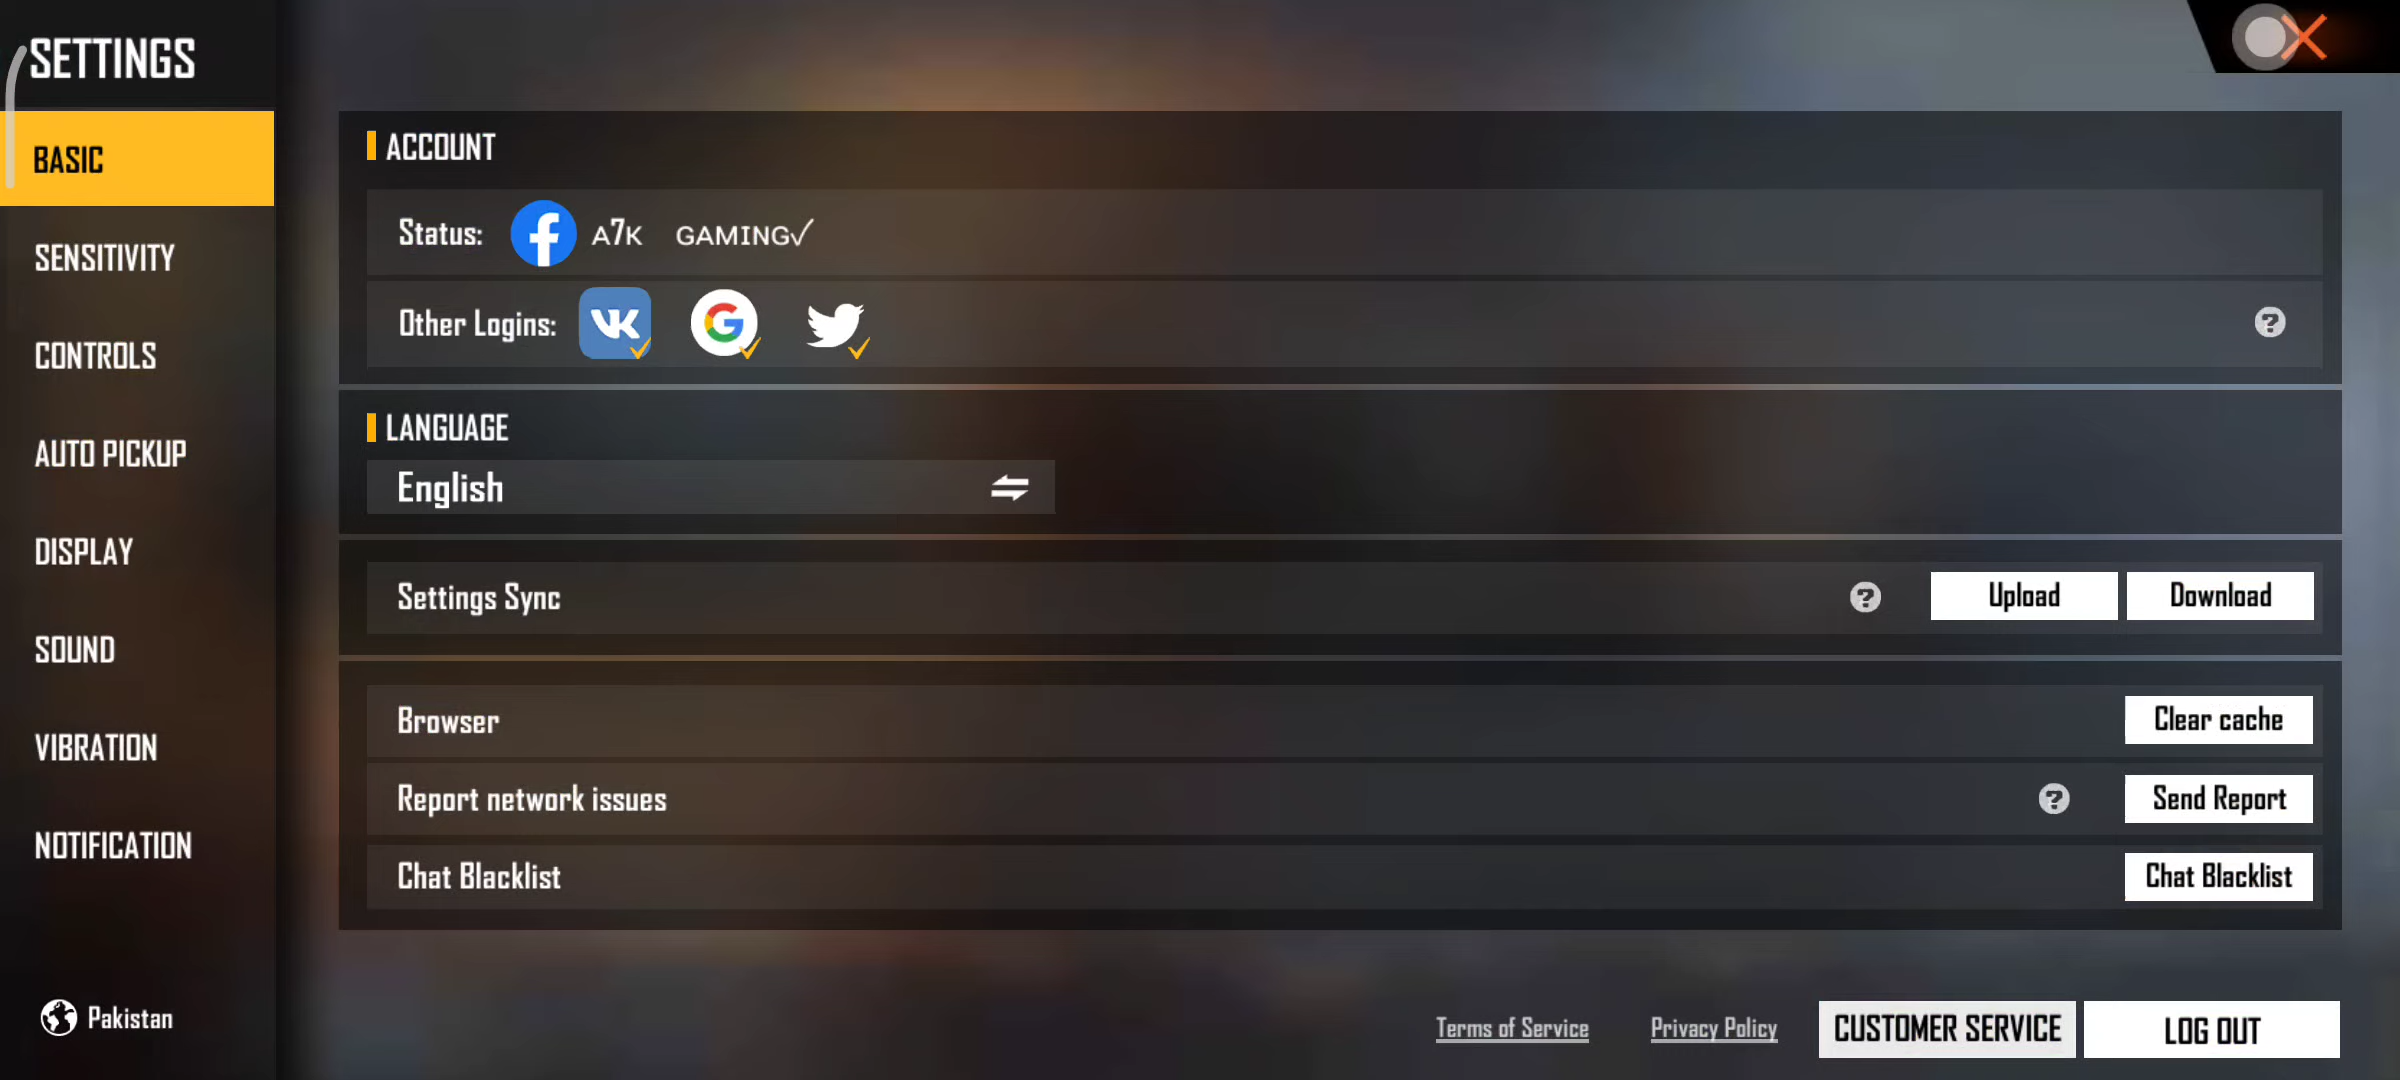 SETTINGS
BASIC
SENSITIVITY
CONTROLS
AUTO PICKUP
DISPLAY
SOUND
VIBRATION
NOTIFICATION
Pakistan
ACCOUNT
Status: A7K GAMING✓
Other Logins:
LANGUAGE
English
Settings Sync ? Upload Download
Browser Clear cache
Report network issues ? Send Report
Chat Blacklist Chat Blacklist
Terms of Service Privacy Policy CUSTOMER SERVICE LOG OUT